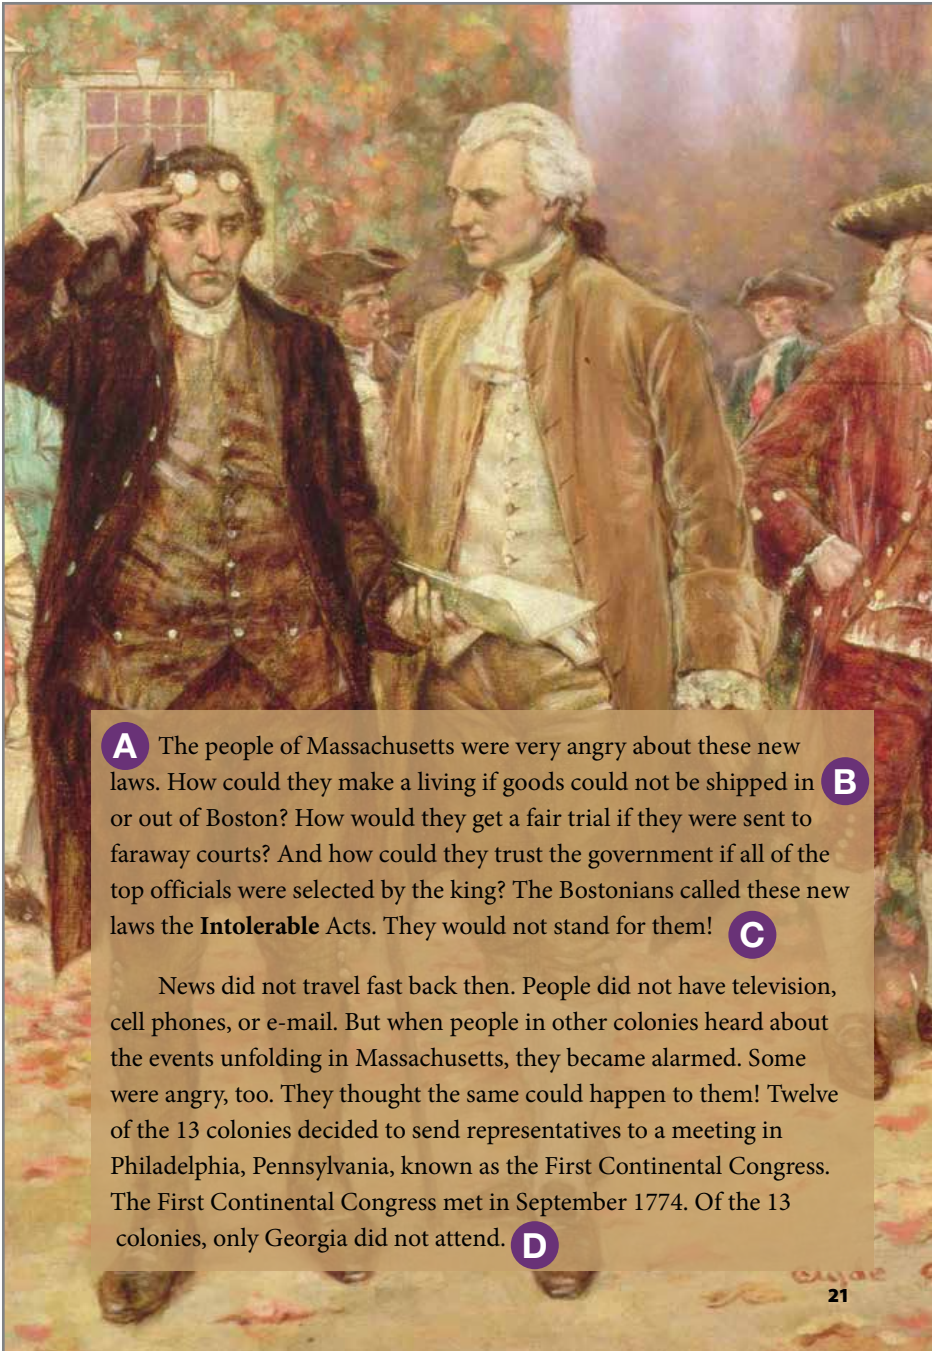 A The people of Massachusetts were very angry about these new
laws. How could they make a living if goods could not be shipped in B
or out of Boston? How would they get a fair trial if they were sent to
faraway courts? And how could they trust the government if all of the
top officials were selected by the king? The Bostonians called these new
laws the Intolerable Acts. They would not stand for them! C
News did not travel fast back then. People did not have television,
cell phones, or e-mail. But when people in other colonies heard about
the events unfolding in Massachusetts, they became alarmed. Some
were angry, too. They thought the same could happen to them! Twelve
of the 13 colonies decided to send representatives to a meeting in
Philadelphia, Pennsylvania, known as the First Continental Congress.
The First Continental Congress met in September 1774. Of the 13
colonies, only Georgia did not attend. D
21